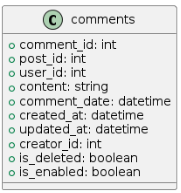 C comments
comment_id: int
post_id: int
user_id: int
content: string
comment_date: datetime
created_at: datetime
updated_at: datetime
creator_id: int
is_deleted: boolean
is_enabled: boolean